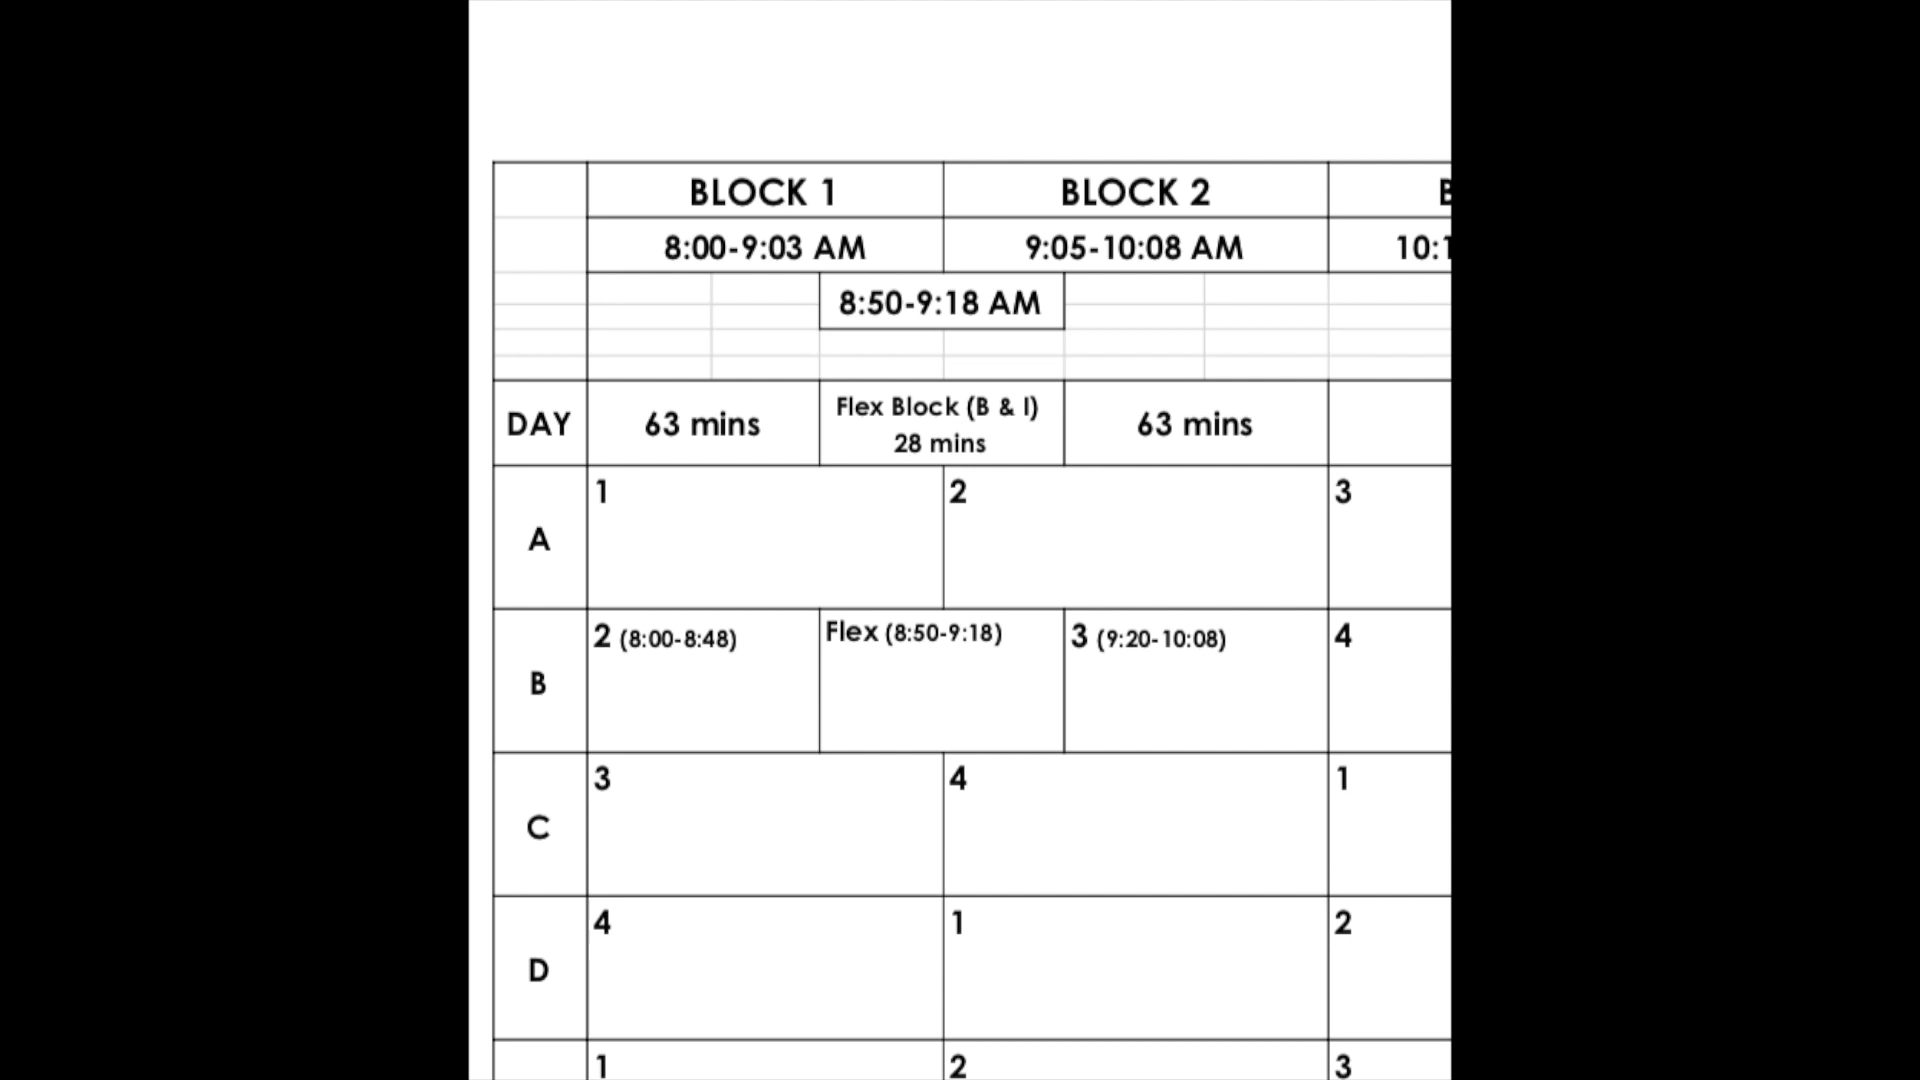 BLOCK 1 BLOCK 2
8:00-9:03 AM 9:05-10:08 AM
8:50-9:18 AM
DAY 63 mins Flex Block (B & I) 63 mins
28 mins
1 2 3
A
2 (8:00-8:48) Flex (8:50-9:18) 3 (9:20-10:08) 4
B
3 4 1
C
4 1 2
D
1 2 3